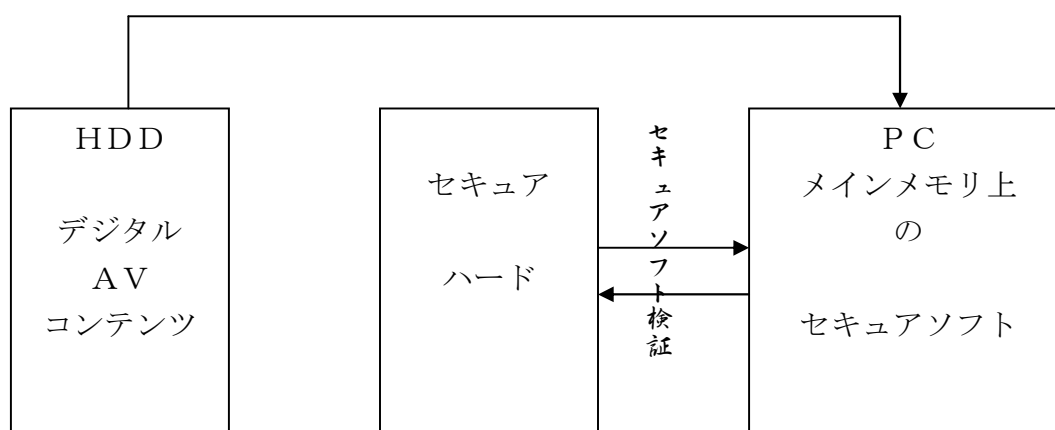 ＨＤＤ
デジタル
ＡＶ
コンテンツ
セキュア
ハード
セキュアソフト検証
ＰＣ
メインメモリ上
の
セキュアソフト